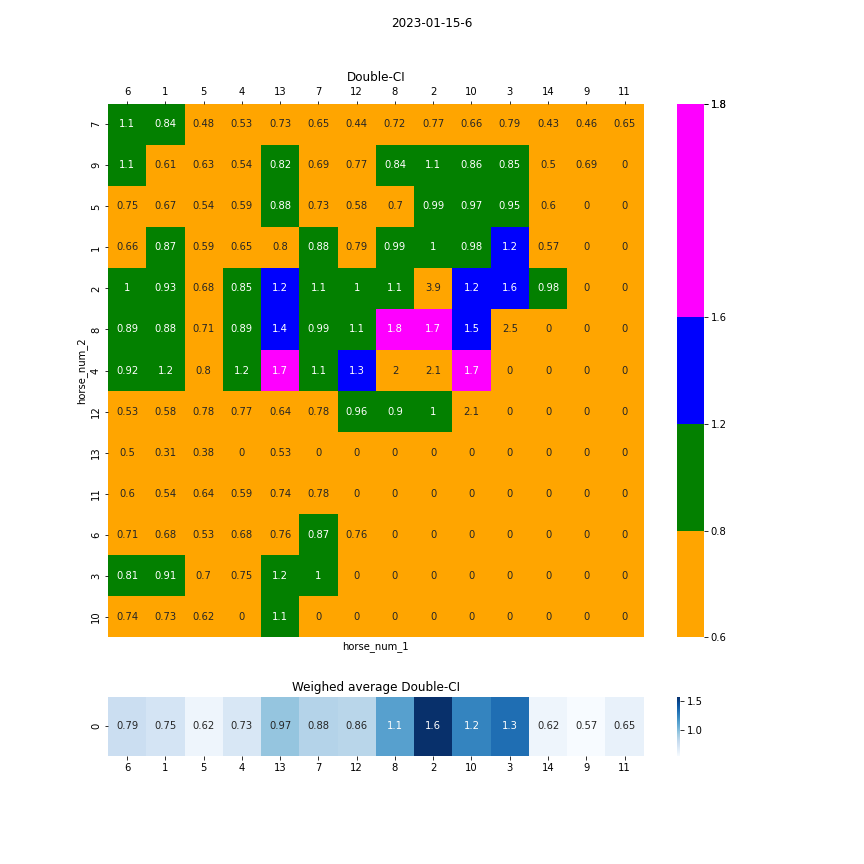 2023-01-15-6
Double-CI
6 1 5 4 13 7 12 8 2 10 3 14 9 11
7 1.1 0.84 0.48 0.53 0.73 0.65 0.44 0.72 0.77 0.66 0.79 0.43 0.46 0.65
9 1.1 0.61 0.63 0.54 0.82 0.69 0.77 0.84 1.1 0.86 0.85 0.5 0.69 0
5 0.75 0.67 0.54 0.59 0.88 0.73 0.58 0.7 0.99 0.97 0.95 0.6 0 0
1 0.66 0.87 0.59 0.65 0.8 0.88 0.79 0.99 1 0.98 1.2 0.57 0 0
2 1 0.93 0.68 0.85 1.2 1.1 1 1.1 3.9 1.2 1.6 0.98 0 0
8 0.89 0.88 0.71 0.89 1.4 0.99 1.1 1.8 1.7 1.5 2.5 0 0 0
4 0.92 1.2 0.8 1.2 1.7 1.1 1.3 2 2.1 1.7 0 0 0 0
12 0.53 0.58 0.78 0.77 0.64 0.78 0.96 0.9 1 2.1 0 0 0 0
13 0.5 0.31 0.38 0 0.53 0 0 0 0 0 0 0 0 0
11 0.6 0.54 0.64 0.59 0.74 0.78 0 0 0 0 0 0 0 0
6 0.71 0.68 0.53 0.68 0.76 0.87 0.76 0 0 0 0 0 0 0
3 0.81 0.91 0.7 0.75 1.2 1 0 0 0 0 0 0 0 0
10 0.74 0.73 0.62 0 1.1 0 0 0 0 0 0 0 0 0
horse_num_2
horse_num_1
1.8
1.6
1.2
0.8
0.6
Weighed average Double-CI
0 0.79 0.75 0.62 0.73 0.97 0.88 0.86 1.1 1.6 1.2 1.3 0.62 0.57 0.65
6 1 5 4 13 7 12 8 2 10 3 14 9 11
1.5
1.0